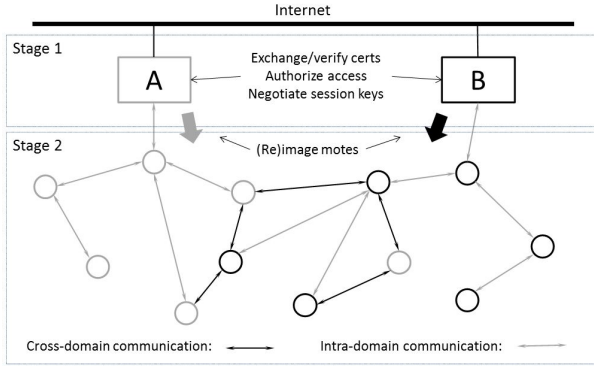 Internet
Stage 1
A
Exchange/verify certs
Authorize access
Negotiate session keys
B
Stage 2
(Re)image motes
Cross-domain communication:
Intra-domain communication: